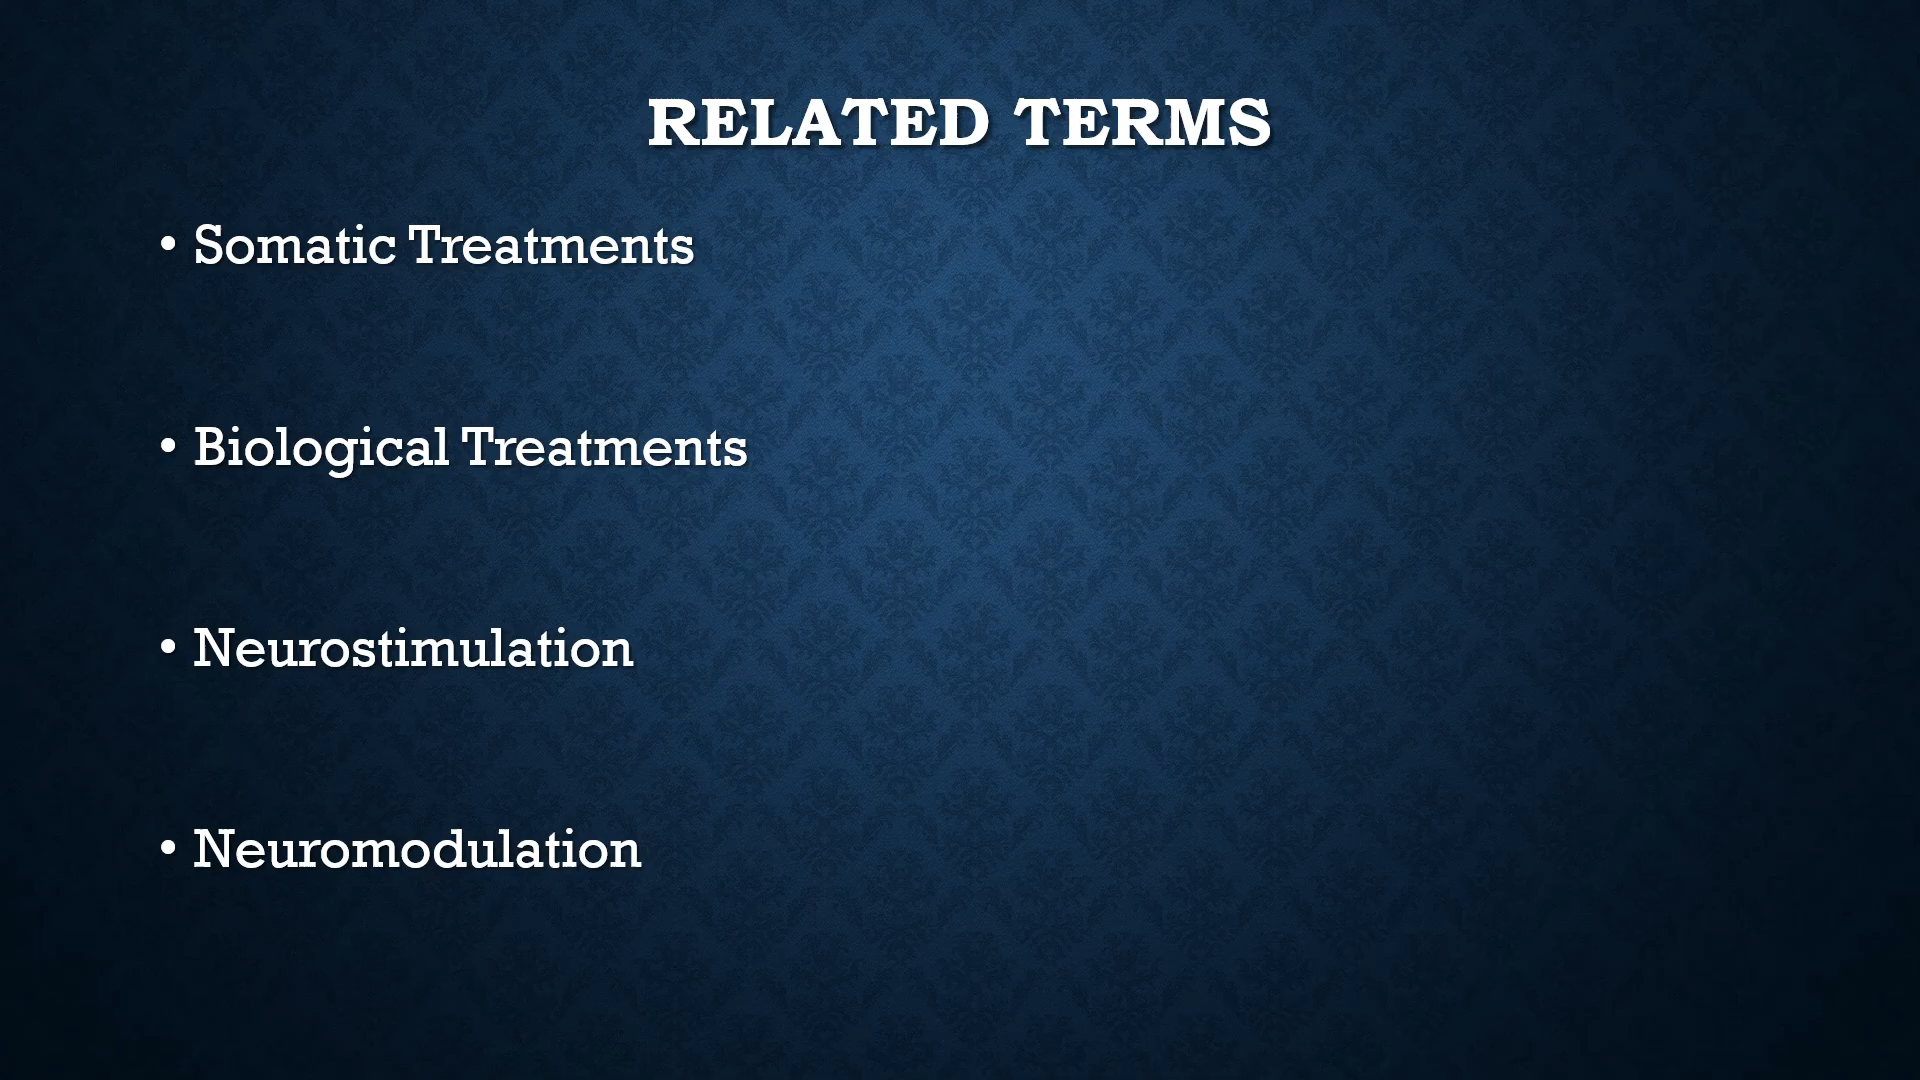 RELATED TERMS
• Somatic Treatments
• Biological Treatments
• Neurostimulation
• Neuromodulation